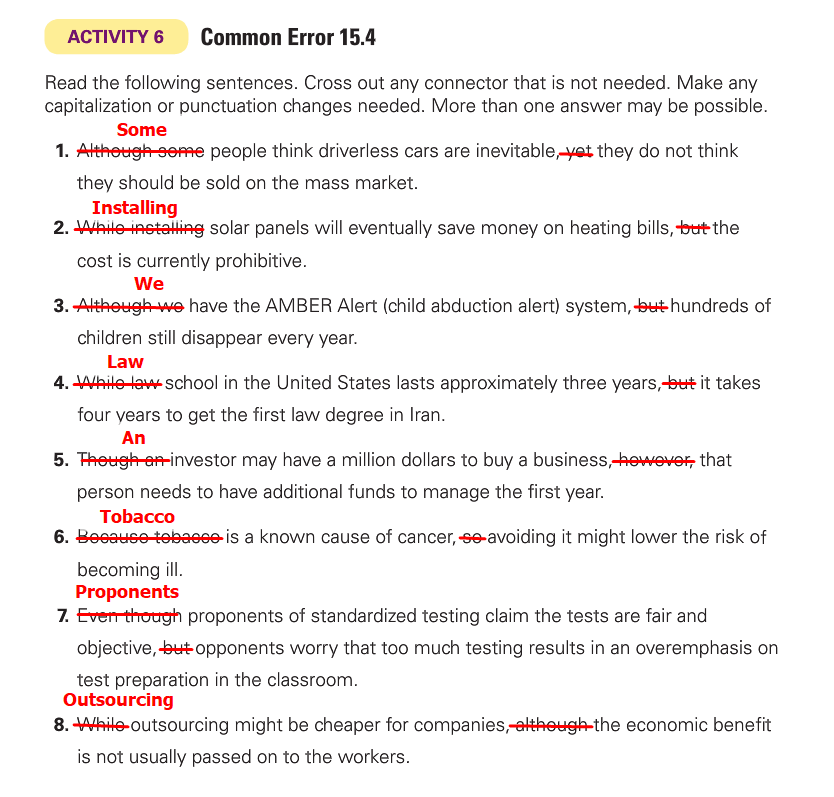 ACTIVITY 6 Common Error 15.4
Read the following sentences. Cross out any connector that is not needed. Make any
capitalization or punctuation changes needed. More than one answer may be possible.
Some
1. Although some people think driverless cars are inevitable, yet they do not think
they should be sold on the mass market.
Installing
2. While installing solar panels will eventually save money on heating bills, but the
cost is currently prohibitive.
We
3. Although we have the AMBER Alert (child abduction alert) system, but hundreds of
children still disappear every year.
Law
4. While law school in the United States lasts approximately three years, but it takes
four years to get the first law degree in Iran.
An
5. Though an investor may have a million dollars to buy a business, however, that
person needs to have additional funds to manage the first year.
Tobacco
6. Because tobacco is a known cause of cancer, so avoiding it might lower the risk of
becoming ill.
Proponents
7. Even though proponents of standardized testing claim the tests are fair and
objective, but opponents worry that too much testing results in an overemphasis on
test preparation in the classroom.
Outsourcing
8. While outsourcing might be cheaper for companies, although the economic benefit
is not usually passed on to the workers.